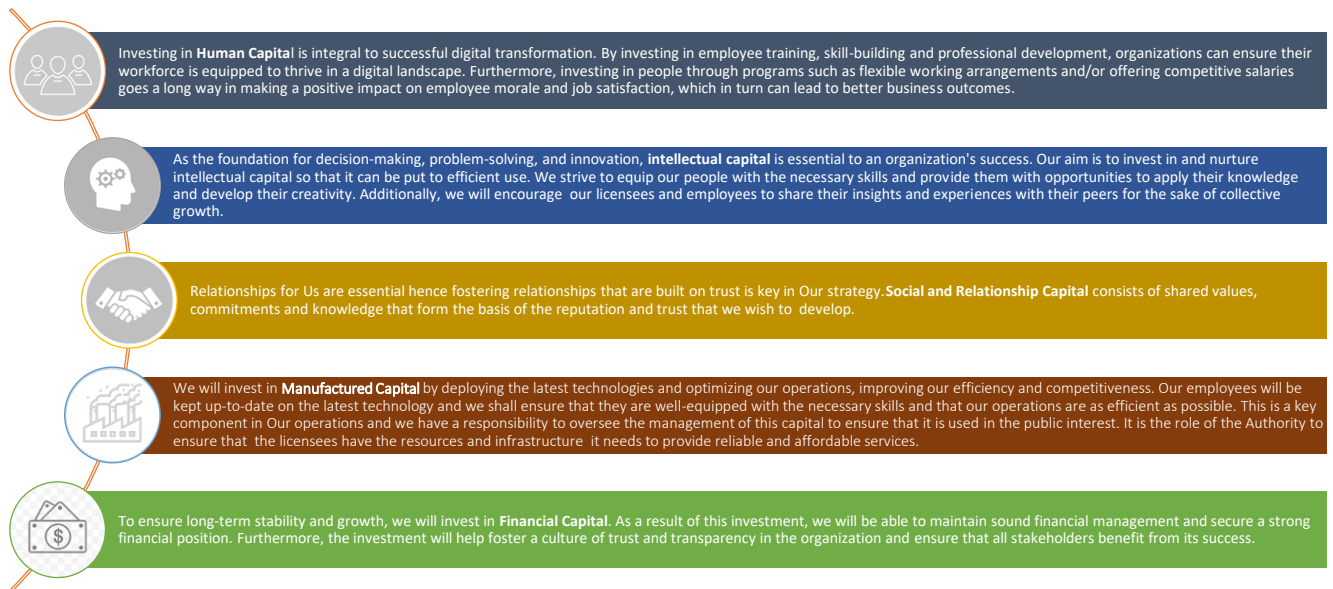 Investing in Human Capital is integral to successful digital transformation. By investing in employee training, skill-building and professional development, organizations can ensure their
workforce is equipped to thrive in a digital landscape. Furthermore, investing in people through programs such as flexible working arrangements and/or offering competitive salaries
goes a long way in making a positive impact on employee morale and job satisfaction, which in turn can lead to better business outcomes.
As the foundation for decision-making, problem-solving, and innovation, intellectual capital is essential to an organization's success. Our aim is to invest in and nurture
intellectual capital so that it can be put to efficient use. We strive to equip our people with the necessary skills and provide them with opportunities to apply their knowledge
and develop their creativity. Additionally, we will encourage our licensees and employees to share their insights and experiences with their peers for the sake of collective
growth.
Relationships for Us are essential hence fostering relationships that are built on trust is key in Our strategy.Social and Relationship Capital consists of shared values,
commitments and knowledge that form the basis of the reputation and trust that we wish to develop.
We will invest in Manufactured Capital by deploying the latest technologies and optimizing our operations, improving our efficiency and competitiveness. Our employees will be
kept up-to-date on the latest technology and we shall ensure that they are well-equipped with the necessary skills and that our operations are as efficient as possible. This is a key
component in Our operations and we have a responsibility to oversee the management of this capital to ensure that it is used in the public interest. It is the role of the Authority to
ensure that the licensees have the resources and infrastructure it needs to provide reliable and affordable services.
$
To ensure long-term stability and growth, we will invest in Financial Capital. As a result of this investment, we will be able to maintain sound financial management and secure a strong
financial position. Furthermore, the investment will help foster a culture of trust and transparency in the organization and ensure that all stakeholders benefit from its success.